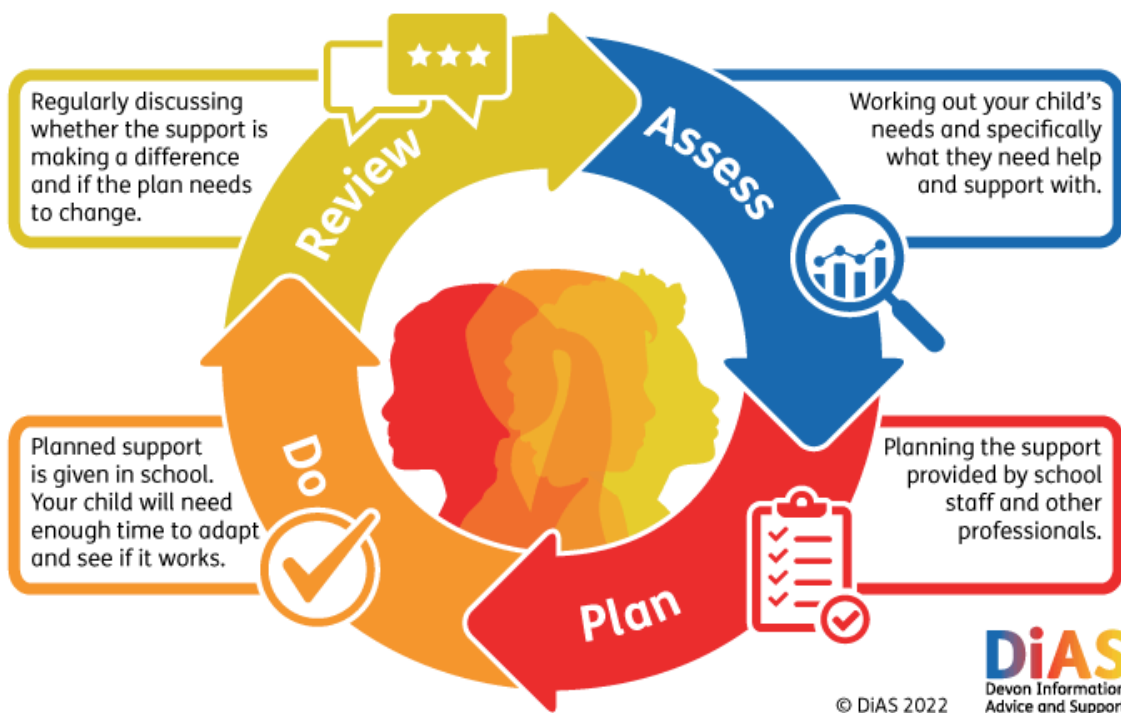 Review
Regularly discussing
whether the support is
making a difference
and if the plan needs
to change.
Assess
Working out your child's
needs and specifically
what they need help
and support with.
Plan
Planning the support
provided by school
staff and other
professionals.
Do
Planned support
is given in school.
Your child will need
enough time to adapt
and see if it works.
© DiAS 2022
DiAS
Devon Information
Advice and Support